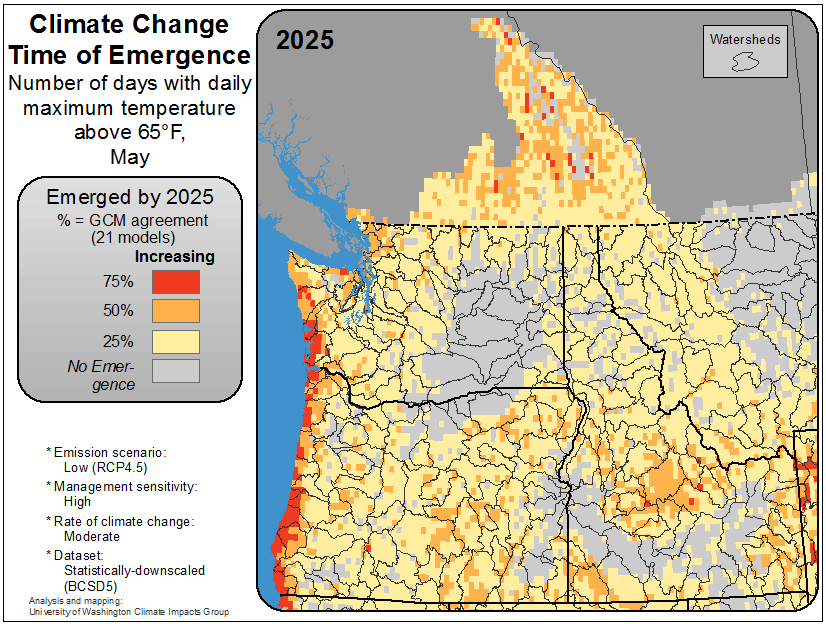 Climate Change
Time of Emergence
Number of days with daily
maximum temperature
above 65°F,
May
Emerged by 2025
% = GCM agreement
(21 models)
Increasing
75%
50%
25%
No Emer-
gence
* Emission scenario:
Low (RCP4.5)
* Management sensitivity:
High
* Rate of climate change:
Moderate
* Dataset:
Statistically-downscaled
(BCSD5)
Analysis and mapping:
University of Washington Climate Impacts Group
2025
Watersheds